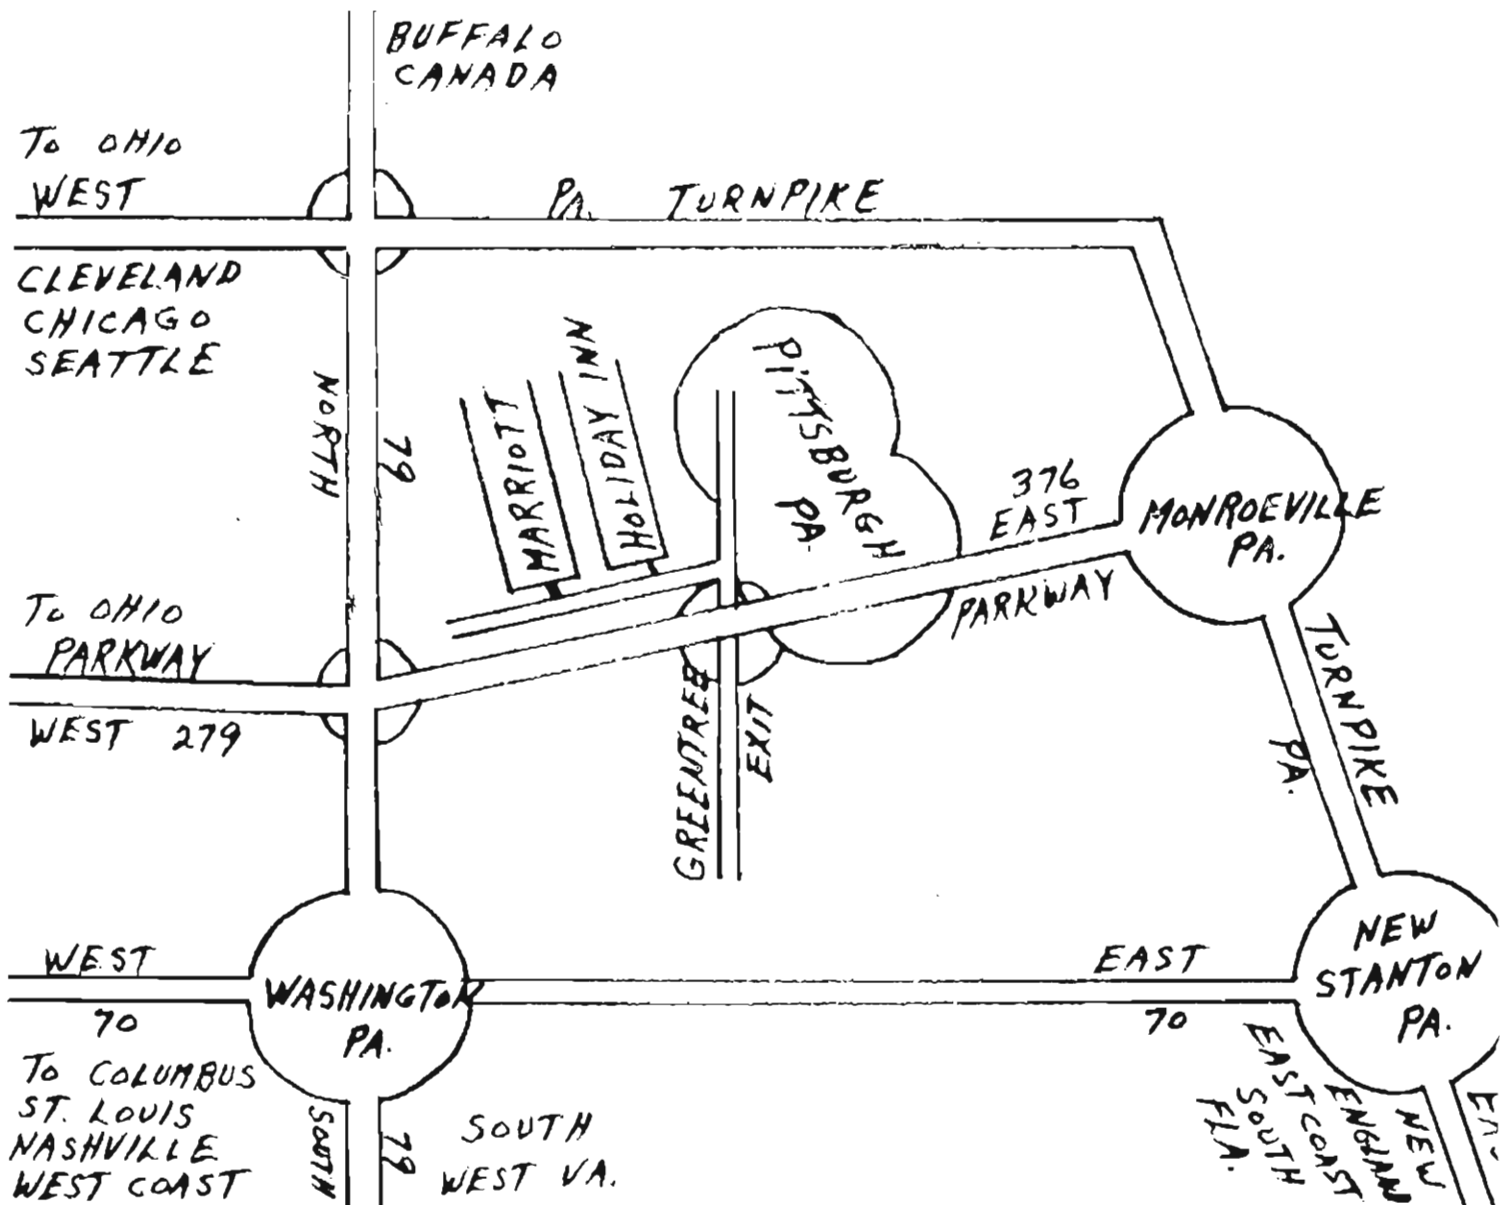 BUFFALO
CANADA
To OHIO
WEST
PA. TURNPIKE
CLEVELAND
CHICAGO
SEATTLE
NORTH
79
MARRIOTT
HOLIDAY INN
PITTSBURGH
PA.
376
EAST
PARKWAY
MONROEVILLE
PA.
To OHIO
PARKWAY
WEST 279
GREENTREE
EXIT
TURNPIKE
PA.
WEST
70
WASHINGTON
PA.
EAST
70
NEW
STANTON
PA.
To COLUMBUS
ST. LOUIS
NASHVILLE
WEST COAST
SOUTH
79
SOUTH
WEST VA.
EAST COAST
SOUTH
FLA.
NEW
ENGLAN